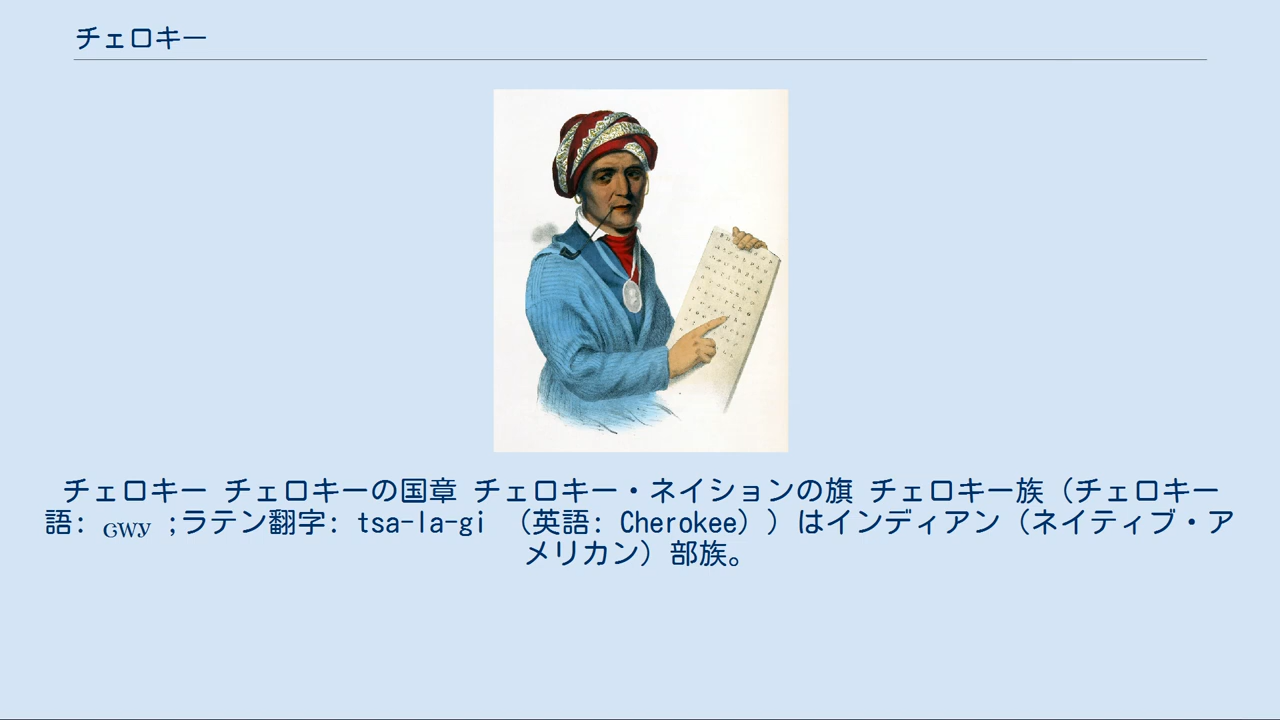 チェロキー
チェロキー チェロキーの国章 チェロキー・ネイションの旗 チェロキー族（チェロキー
語: ᏣᎳᎩ ;ラテン翻字: tsa-la-gi （英語: Cherokee））はインディアン（ネイティブ・ア
メリカン）部族。